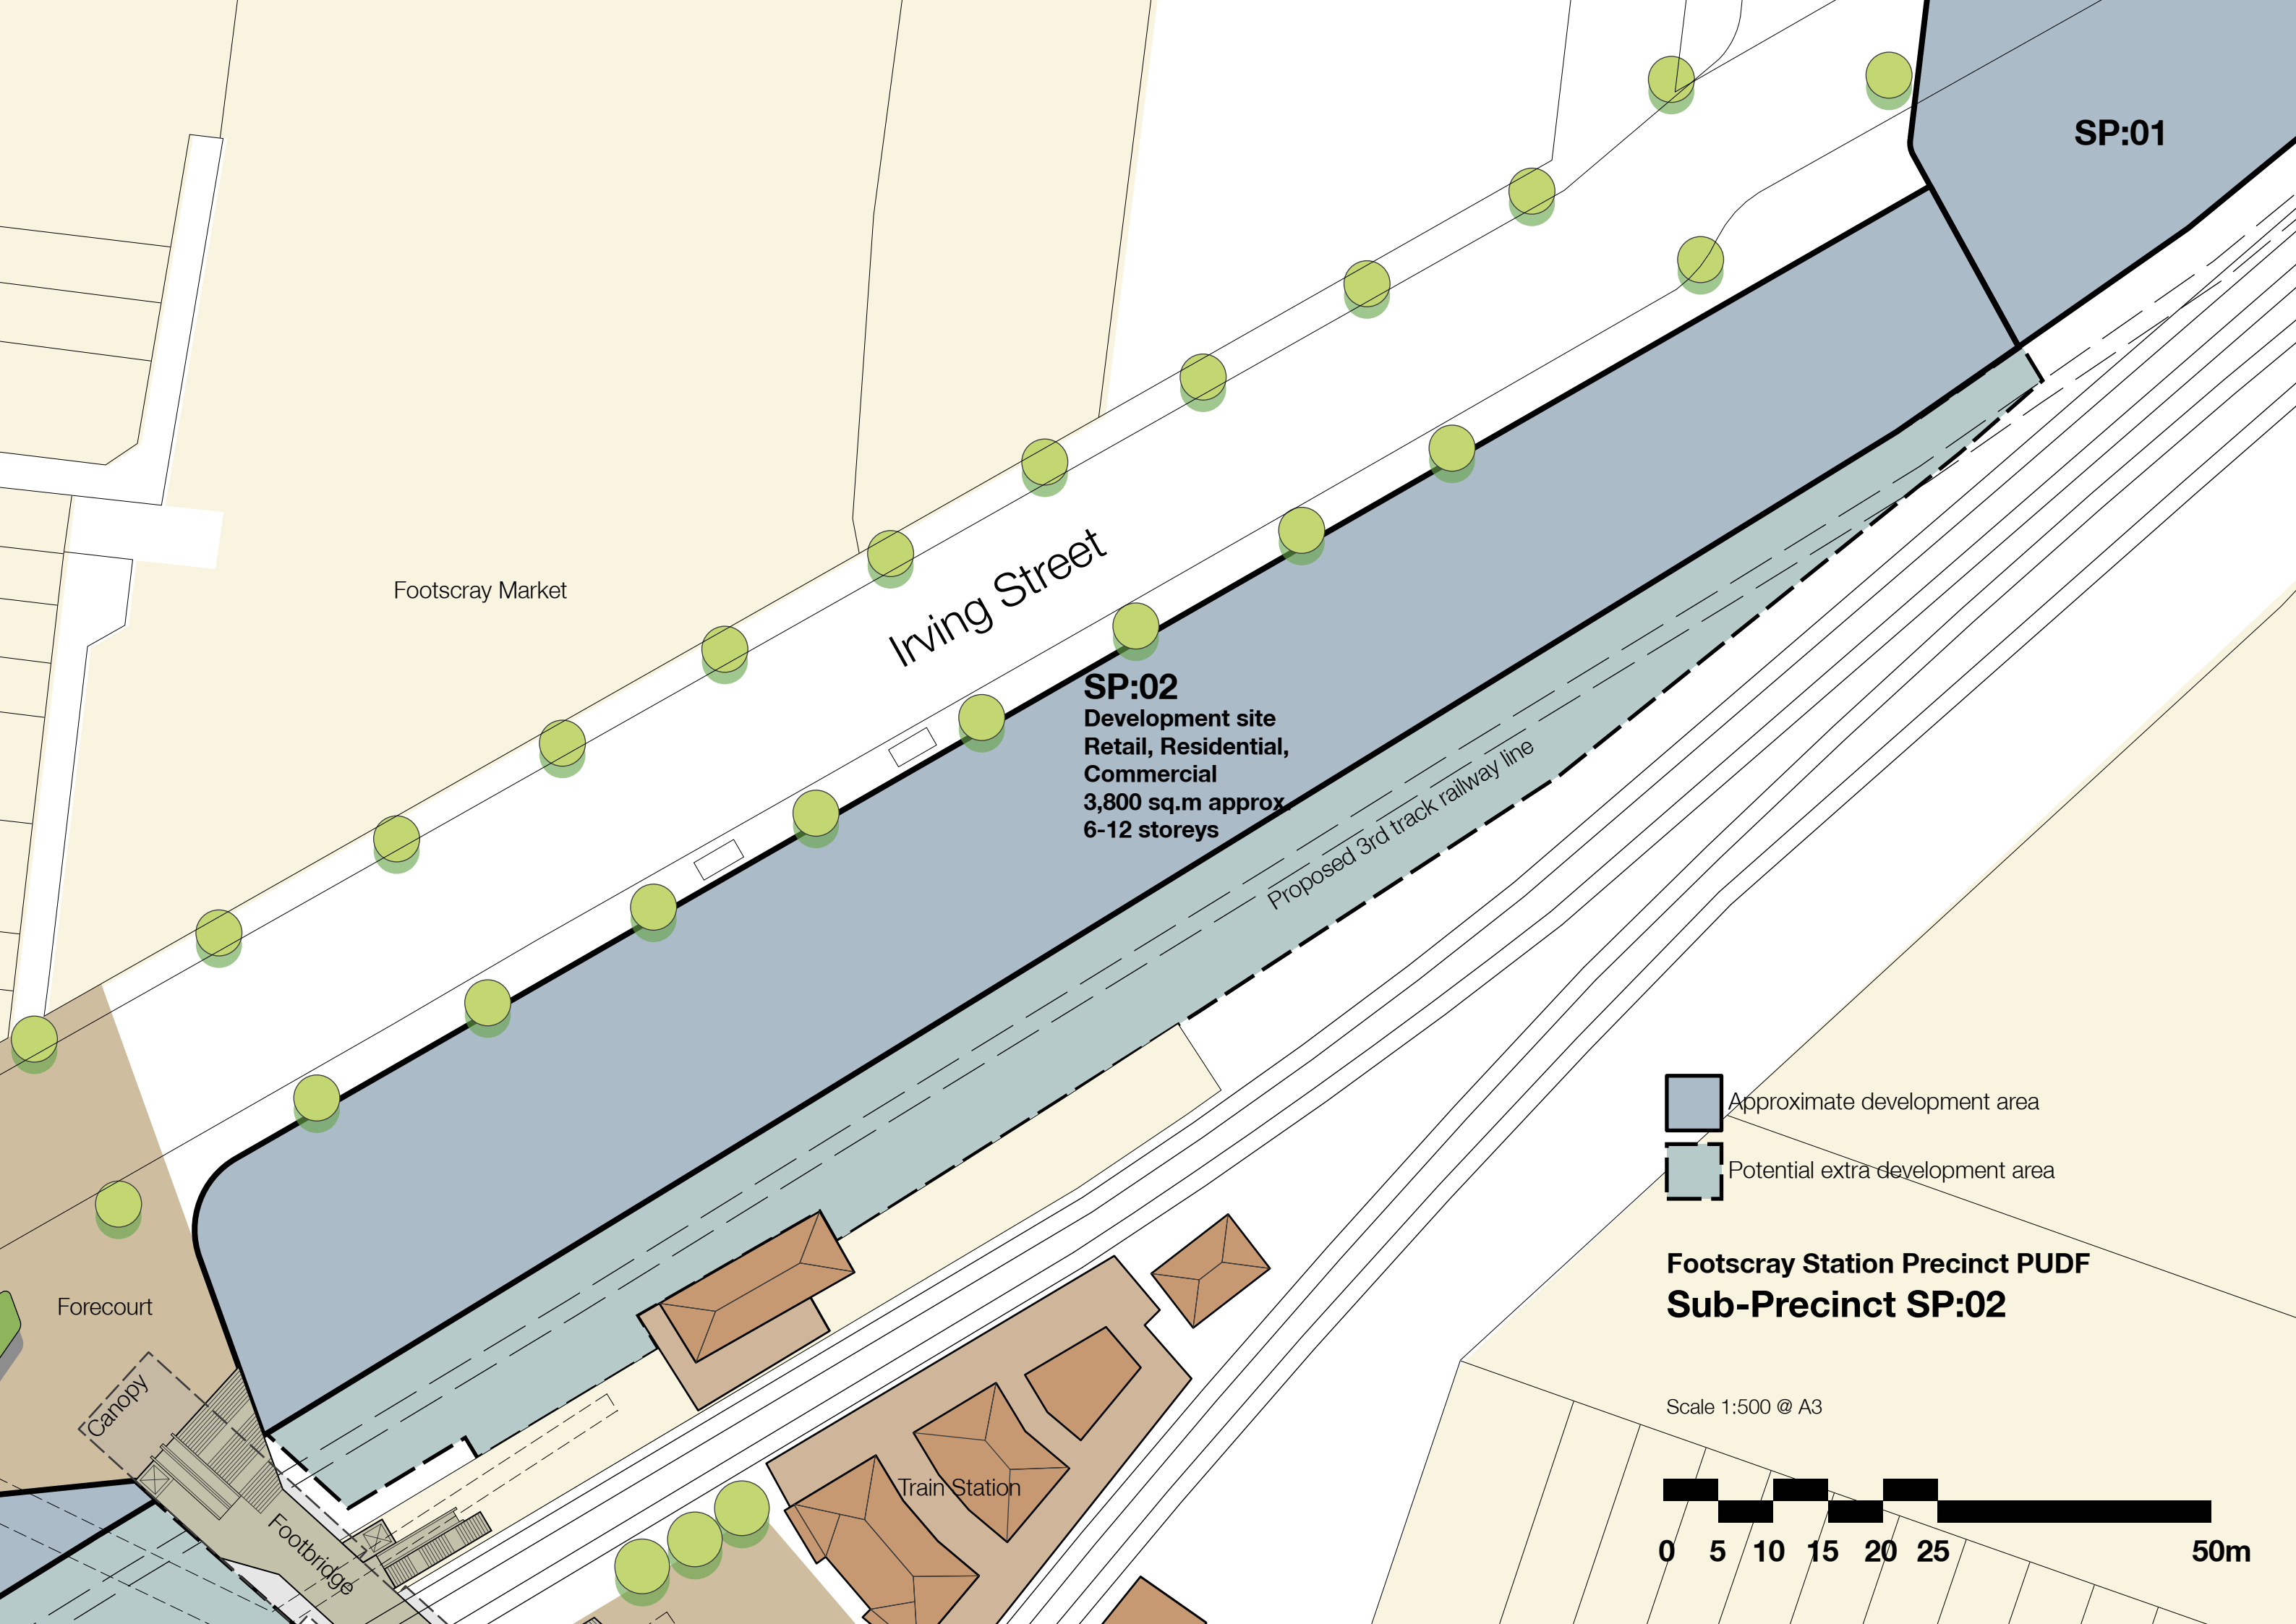 SP:01
Footscray Market
Irving Street
SP:02
Development site
Retail, Residential,
Commercial
3,800 sq.m approx.
6-12 storeys
Proposed 3rd track railway line
Approximate development area
Potential extra development area
Forecourt
Canopy
Footbridge
Train Station
Footscray Station Precinct PUDF
Sub-Precinct SP:02
Scale 1:500 @ A3
0 5 10 15 20 25 50m